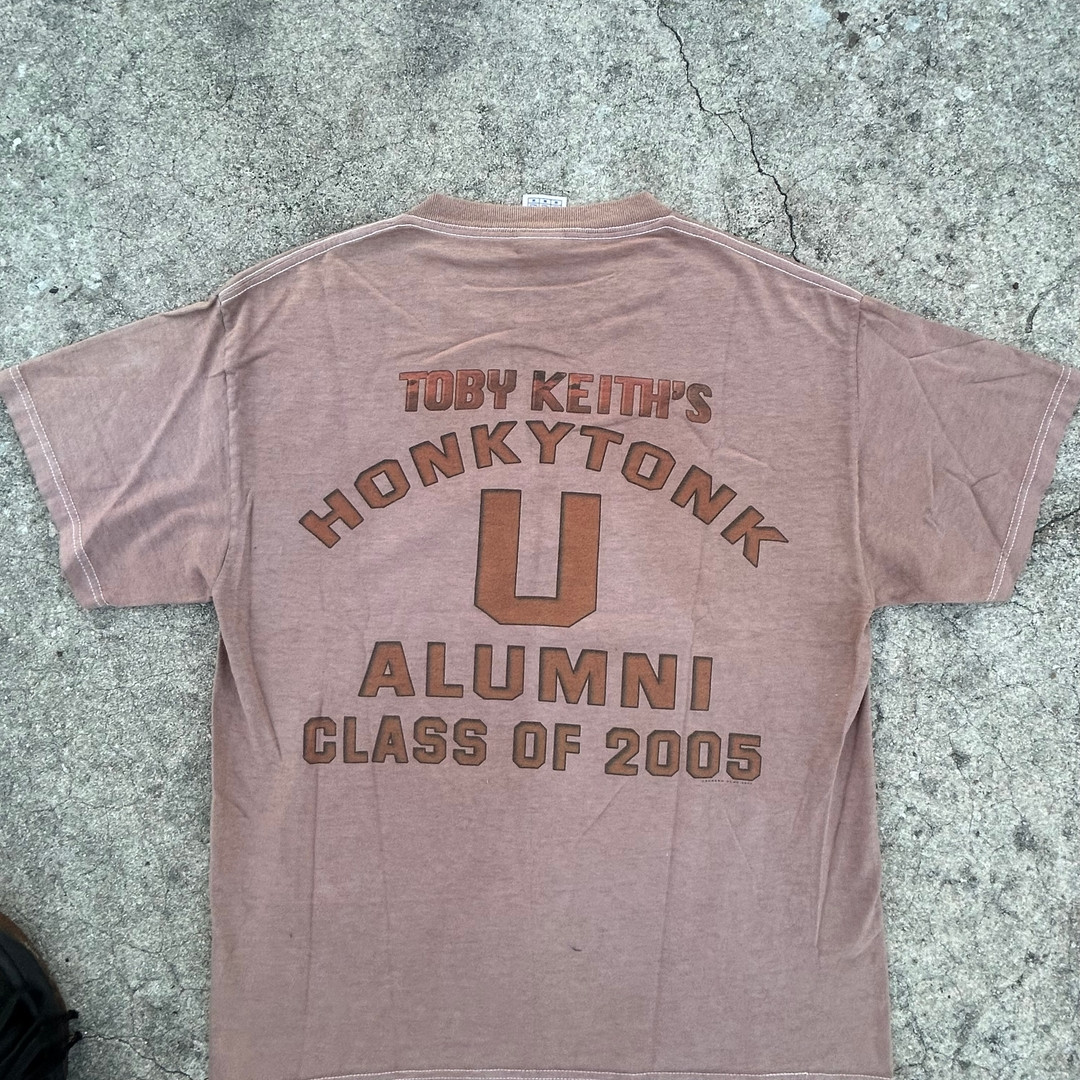 TOBY KEITH'S
HONKYTONK
U
ALUMNI
CLASS OF 2005